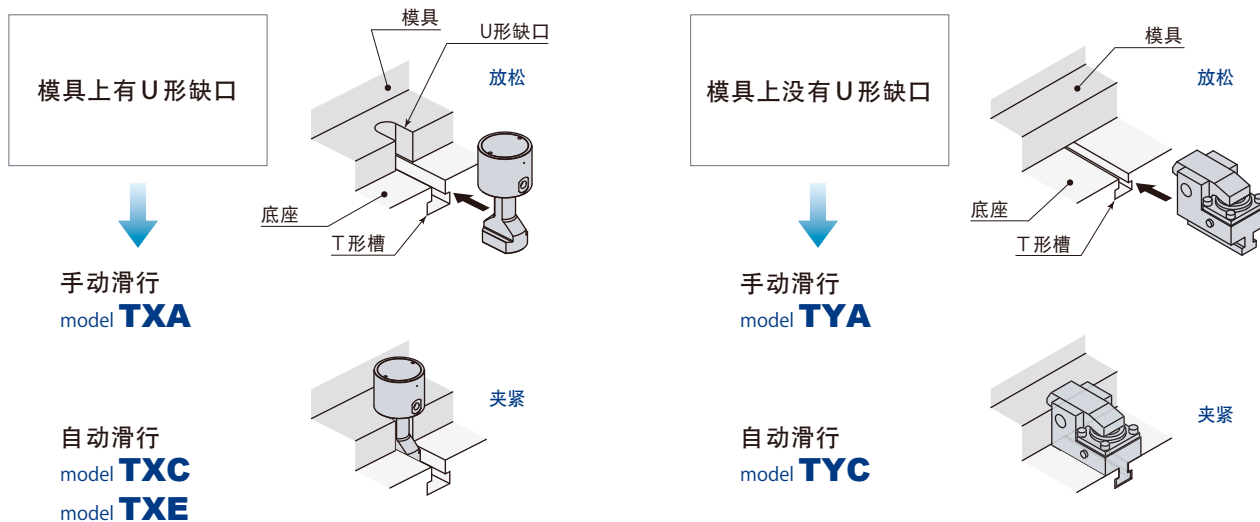 模具上有U形缺口
模具
U形缺口
放松
底座
T形槽
手动滑行
model TXA
夹紧
自动滑行
model TXC
model TXE
模具上没有U形缺口
模具
放松
底座
T形槽
手动滑行
model TYA
夹紧
自动滑行
model TYC